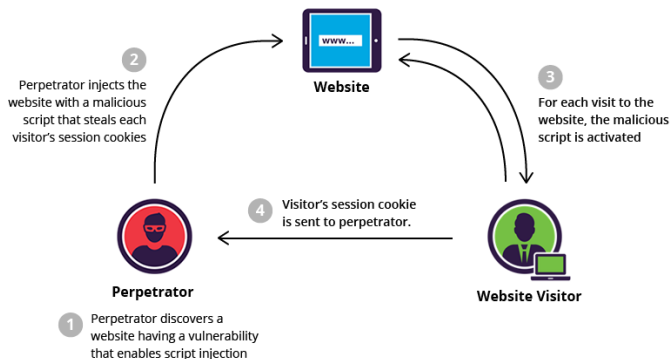 www...
Website
2
Perpetrator injects the
website with a malicious
script that steals each
visitor's session cookies
3
For each visit to the
website, the malicious
script is activated
4
Visitor's session cookie
is sent to perpetrator.
Perpetrator
Website Visitor
1
Perpetrator discovers a
website having a vulnerability
that enables script injection